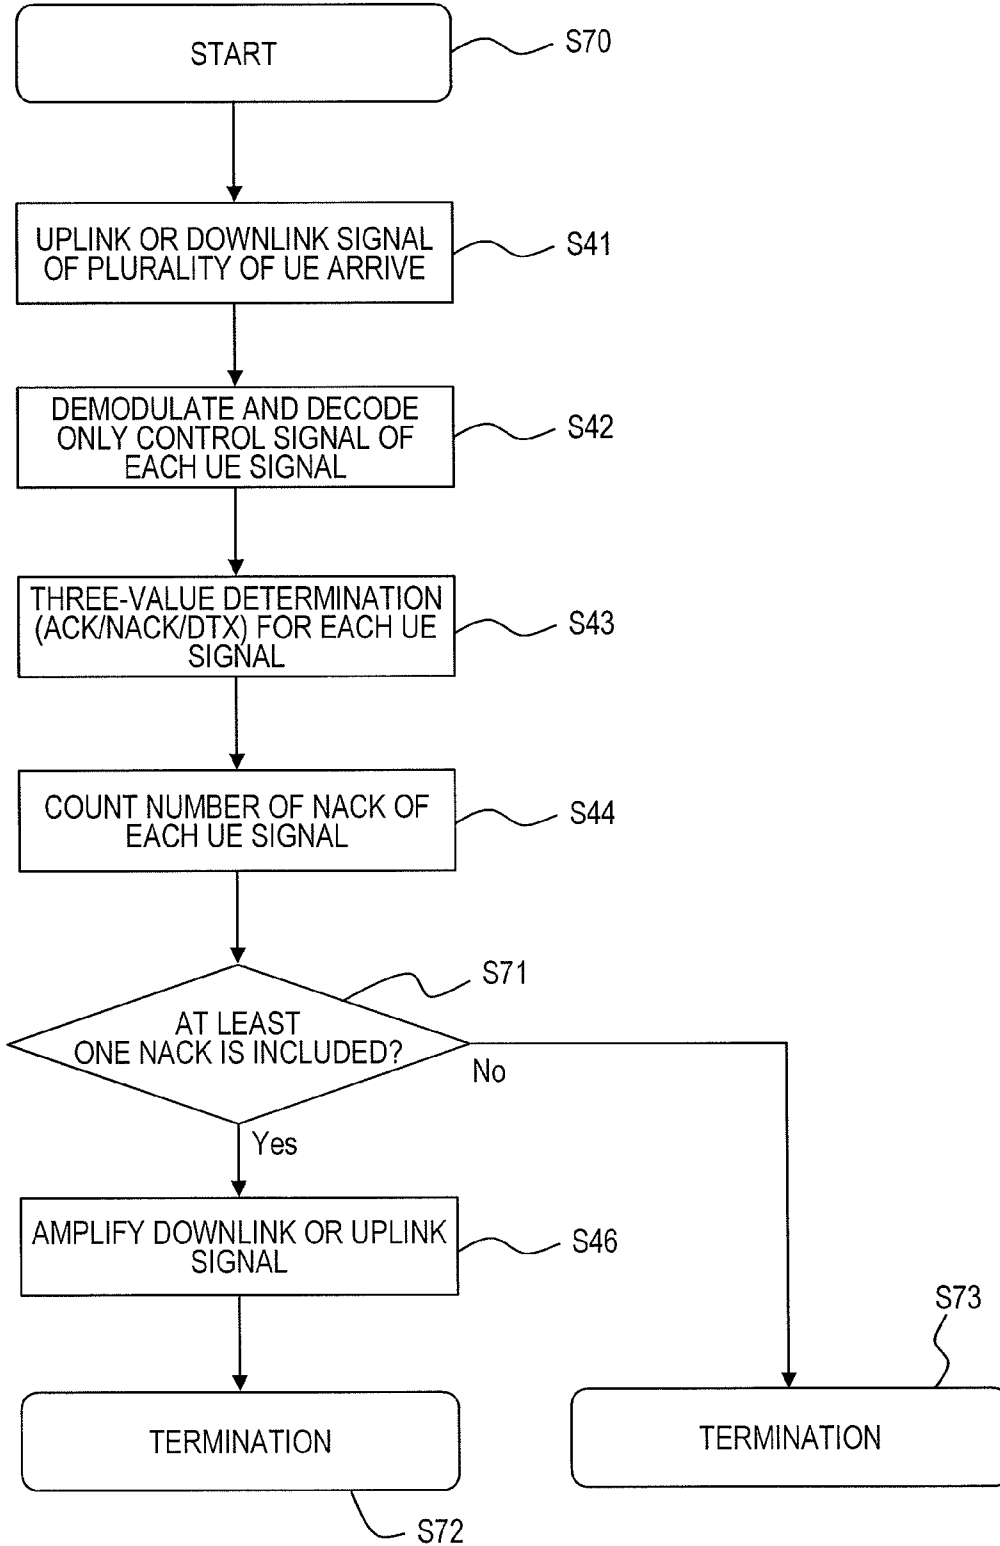 START
S70
UPLINK OR DOWNLINK SIGNAL
OF PLURALITY OF UE ARRIVE
S41
DEMODULATE AND DECODE
ONLY CONTROL SIGNAL OF
EACH UE SIGNAL
S42
THREE-VALUE DETERMINATION
(ACK/NACK/DTX) FOR EACH UE
SIGNAL
S43
COUNT NUMBER OF NACK OF
EACH UE SIGNAL
S44
S71
AT LEAST
ONE NACK IS INCLUDED?
No
Yes
AMPLIFY DOWNLINK OR UPLINK
SIGNAL
S46
S73
TERMINATION
TERMINATION
S72